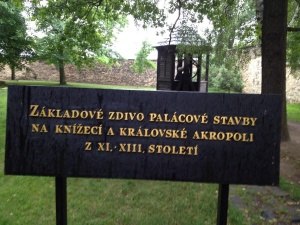 ZÁKLADOVÉ ZDIVO PALÁCOVÉ STAVBY
NA KNÍŽECÍ A KRÁLOVSKÉ AKROPOLI
Z XI.-XIII. STOLETÍ